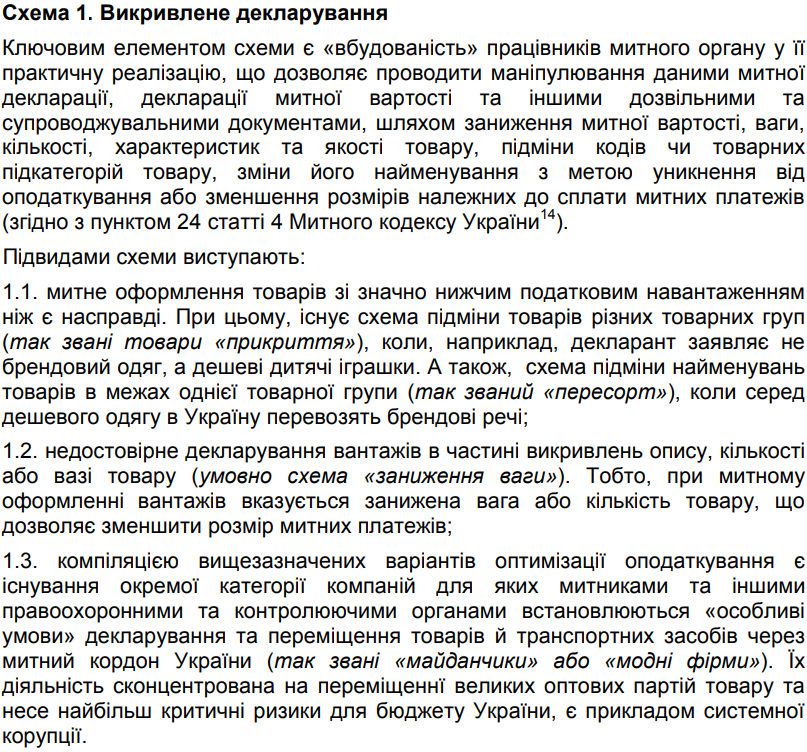 Схема 1. Викривлене декларування
Ключовим елементом схеми є «вбудованість» працівників митного органу у її
практичну реалізацію, що дозволяє проводити маніпулювання даними митної
декларації, декларації митної вартості та іншими дозвільними та
супроводжувальними документами, шляхом заниження митної вартості, ваги,
кількості, характеристик та якості товару, підміни кодів чи товарних
підкатегорій товару, зміни його найменування з метою уникнення від
оподаткування або зменшення розмірів належних до сплати митних платежів
(згідно з пунктом 24 статті 4 Митного кодексу України14).
Підвидами схеми виступають:
1.1. митне оформлення товарів зі значно нижчим податковим навантаженням
ніж є насправді. При цьому, існує схема підміни товарів різних товарних груп
(так звані товари «прикриття»), коли, наприклад, декларант заявляє не
брендовий одяг, а дешеві дитячі іграшки. А також, схема підміни найменувань
товарів в межах однієї товарної групи (так званий «пересорт»), коли серед
дешевого одягу в Україну перевозять брендові речі;
1.2. недостовірне декларування вантажів в частині викривлень опису, кількості
або вазі товару (умовно схема «заниження ваги»). Тобто, при митному
оформленні вантажів вказується занижена вага або кількість товару, що
дозволяє зменшити розмір митних платежів;
1.3. компіляцією вищезазначених варіантів оптимізації оподаткування є
існування окремої категорії компаній для яких митниками та іншими
правоохоронними та контролюючими органами встановлюються «особливі
умови» декларування та переміщення товарів й транспортних засобів через
митний кордон України (так звані «майданчики» або «модні фірми»). Їх
діяльність сконцентрована на переміщеннї великих оптових партій товару та
несе найбільш критичні ризики для бюджету України, є прикладом системної
корупції.